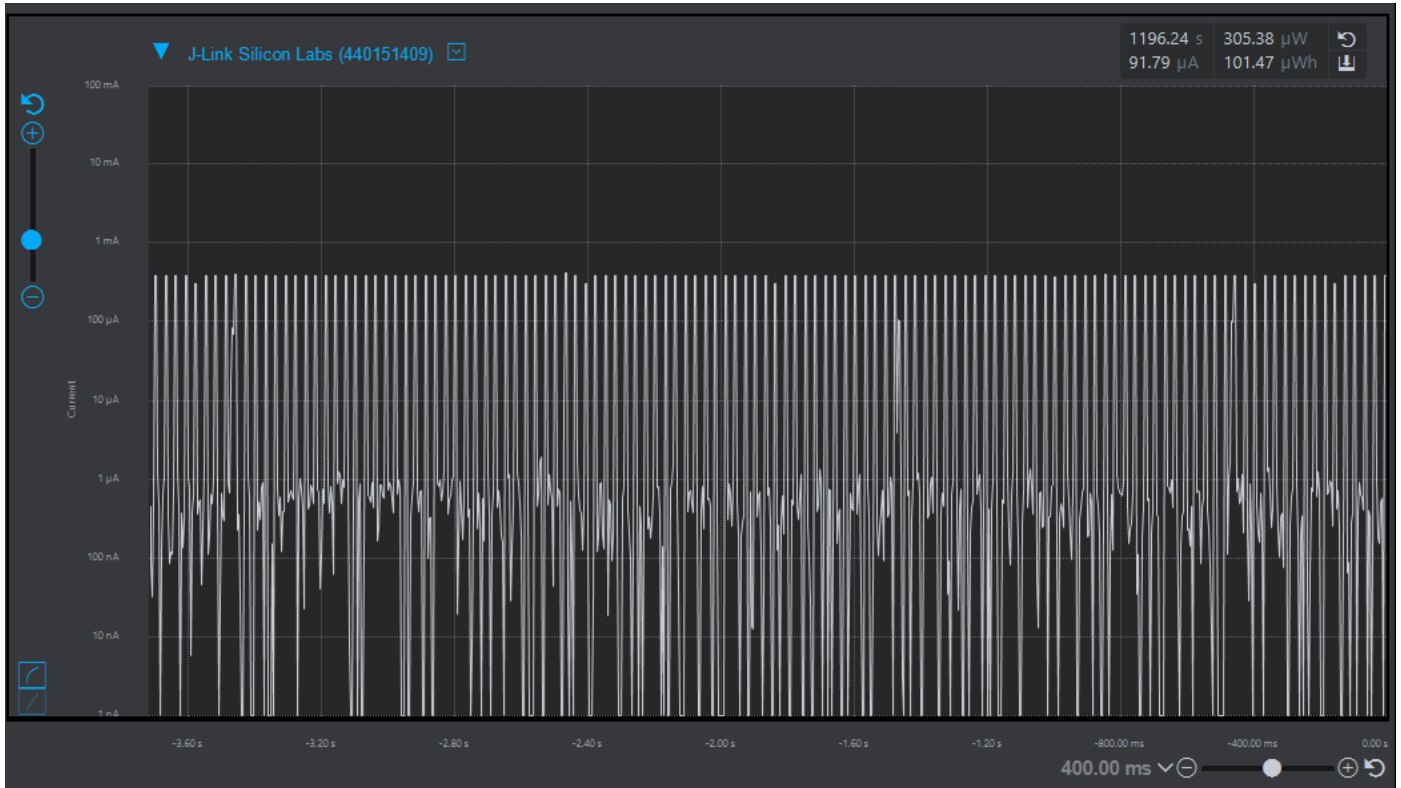 J-Link Silicon Labs (440151409)
1196.24 s 305.38 µW
91.79 µA 101.47 µWh
100 mA
10 mA
1 mA
100 µA
10 µA
1 µA
100 nA
10 nA
1 nA
Current
-3.60 s -3.20 s -2.80 s -2.40 s -2.00 s -1.60 s -1.20 s -800.00 ms -400.00 ms 0.00 s
400.00 ms